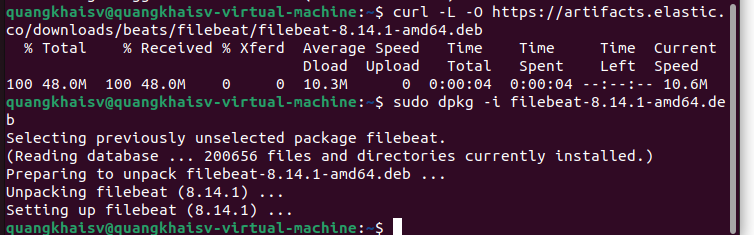 quangkhaisv@quangkhaisv-virtual-machine:~$ curl -L -O https://artifacts.elastic.
co/downloads/beats/filebeat/filebeat-8.14.1-amd64.deb
  % Total    % Received % Xferd  Average Speed   Time    Time     Time  Current
                                 Dload  Upload   Total   Spent    Left  Speed
100 48.0M  100 48.0M    0     0  10.3M      0  0:00:04  0:00:04 --:--:-- 10.6M
quangkhaisv@quangkhaisv-virtual-machine:~$ sudo dpkg -i filebeat-8.14.1-amd64.de
b
Selecting previously unselected package filebeat.
(Reading database ... 200656 files and directories currently installed.)
Preparing to unpack filebeat-8.14.1-amd64.deb ...
Unpacking filebeat (8.14.1) ...
Setting up filebeat (8.14.1) ...
quangkhaisv@quangkhaisv-virtual-machine:~$